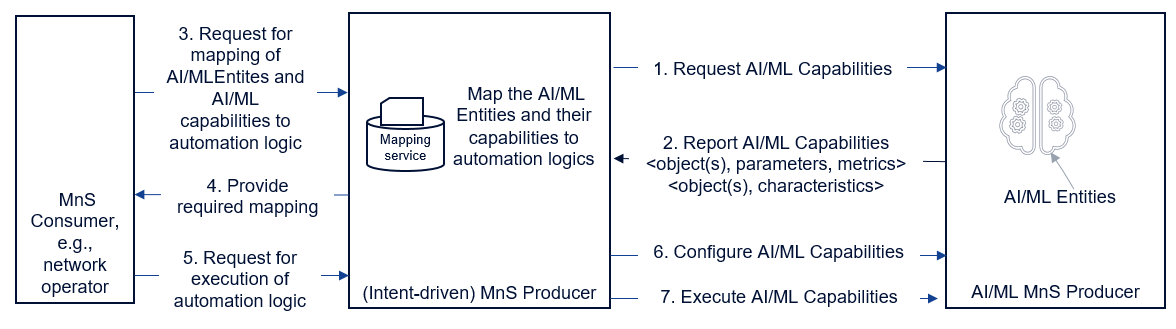 3. Request for
mapping of
AI/MLEntites and
AI/ML
capabilities to
automation logic
4. Provide
required mapping
5. Request for
execution of
automation logic
MnS
Consumer,
e.g.,
network
operator
Mapping
service
Map the AI/ML
Entities and their
capabilities to
automation logics
(Intent-driven) MnS Producer
1. Request AI/ML Capabilities
2. Report AI/ML Capabilities
<object(s), parameters, metrics>
<object(s), characteristics>
6. Configure AI/ML Capabilities
7. Execute AI/ML Capabilities
AI/ML Entities
AI/ML MnS Producer